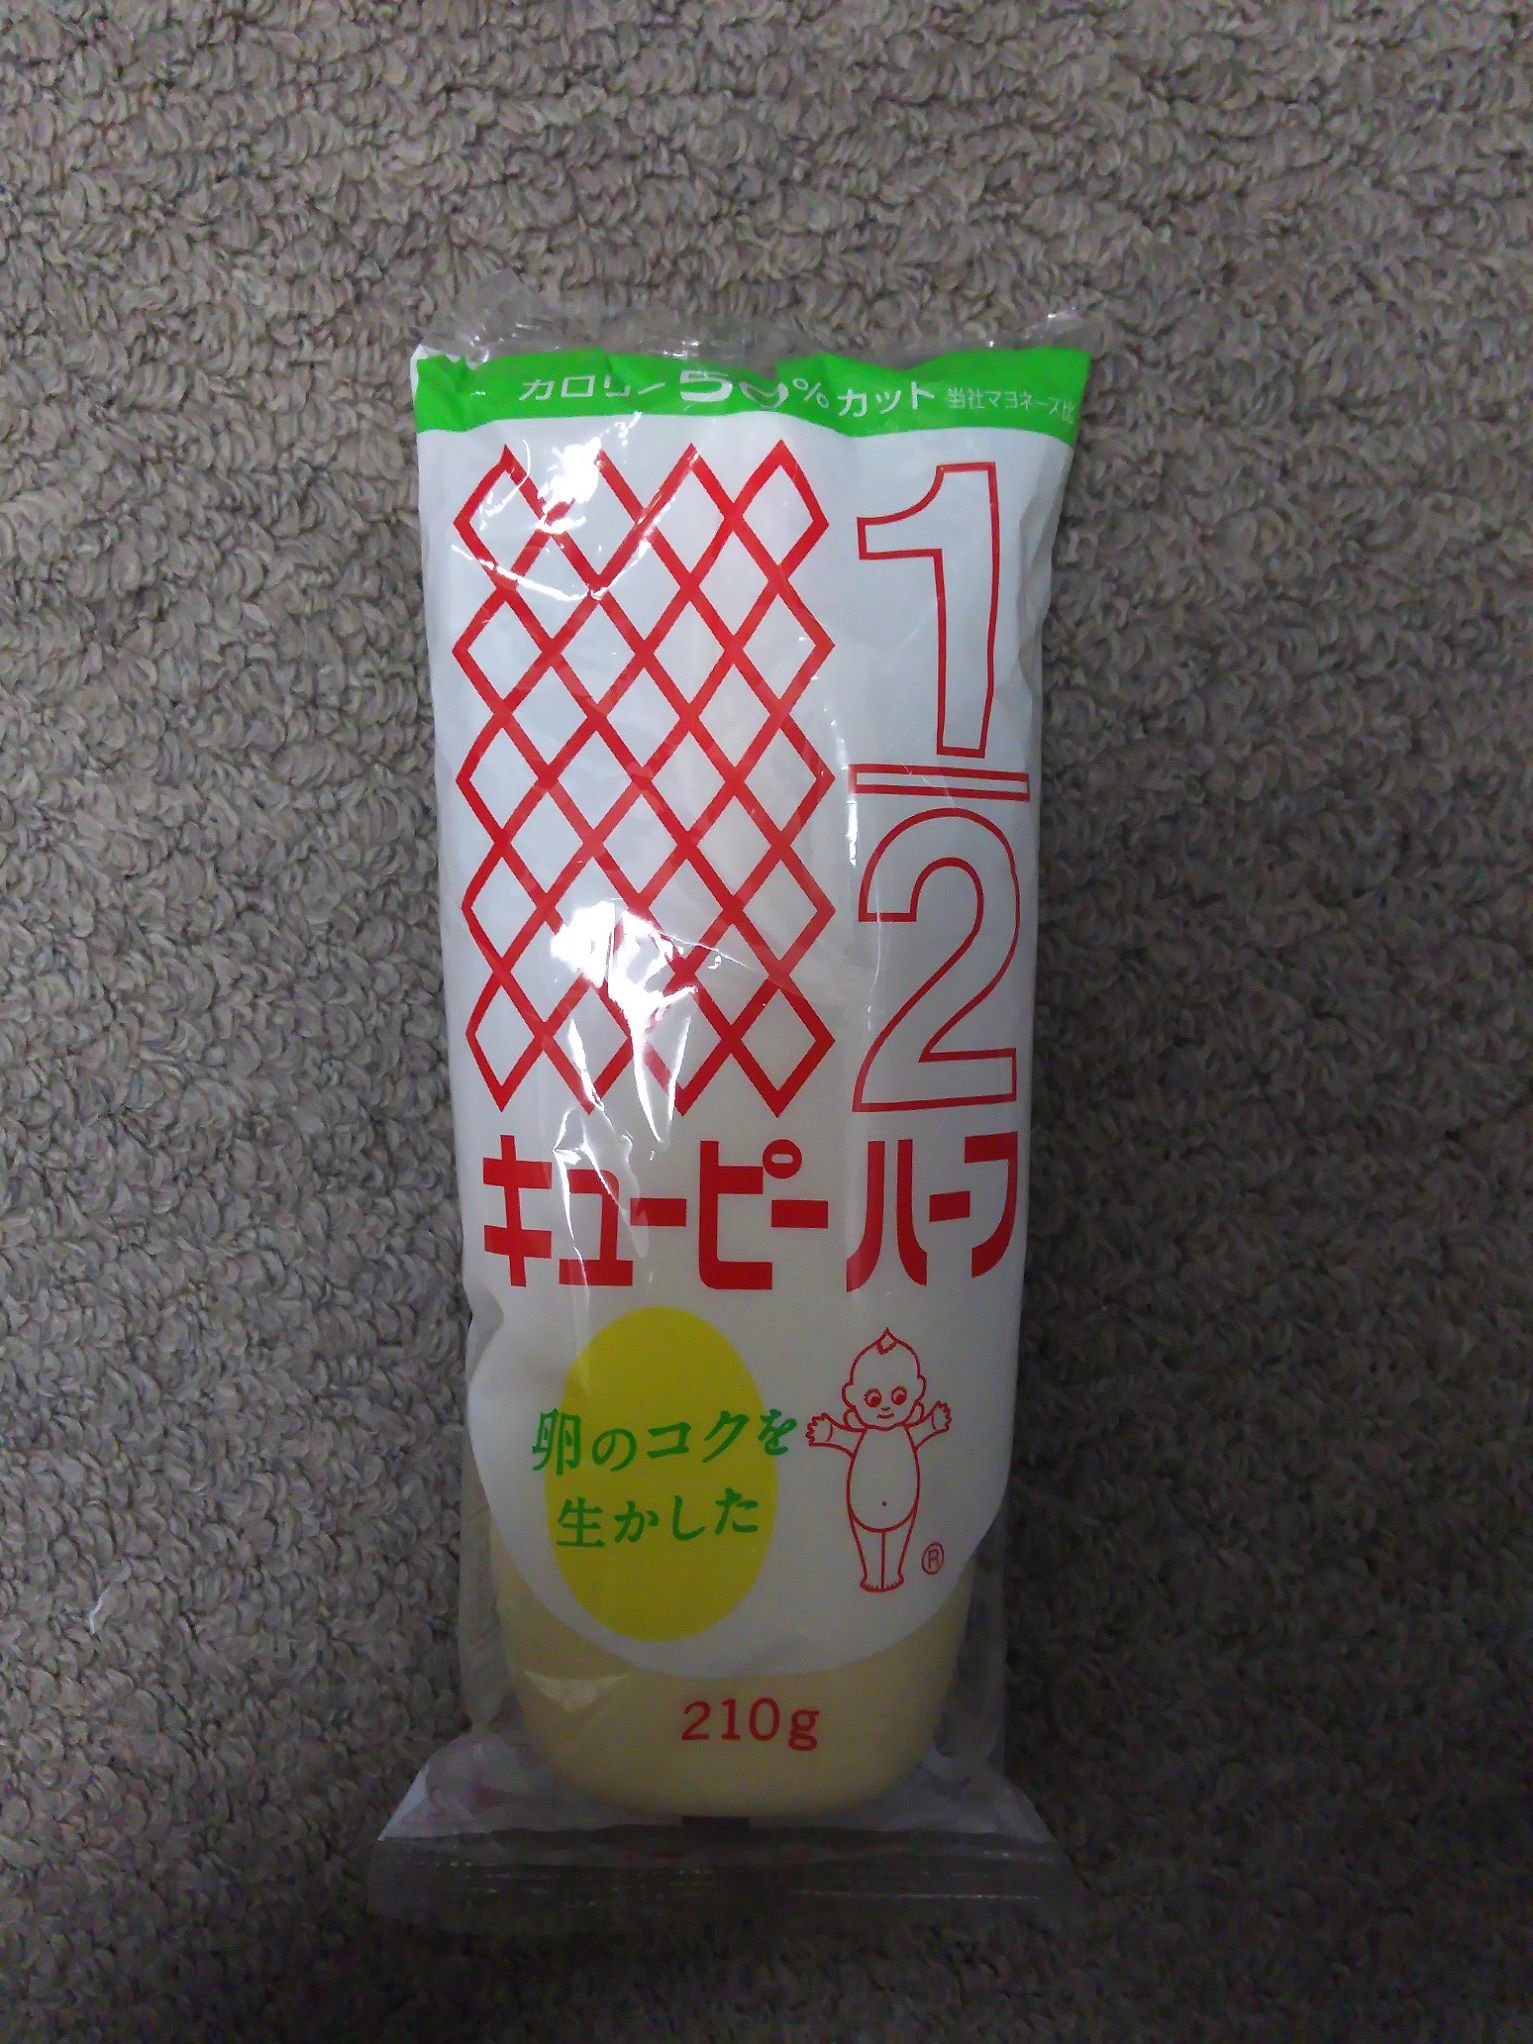 カロリー50%カット 当社マヨネーズ比
1
2
キューピーハーフ
卵のコクを
生かした
®
210g